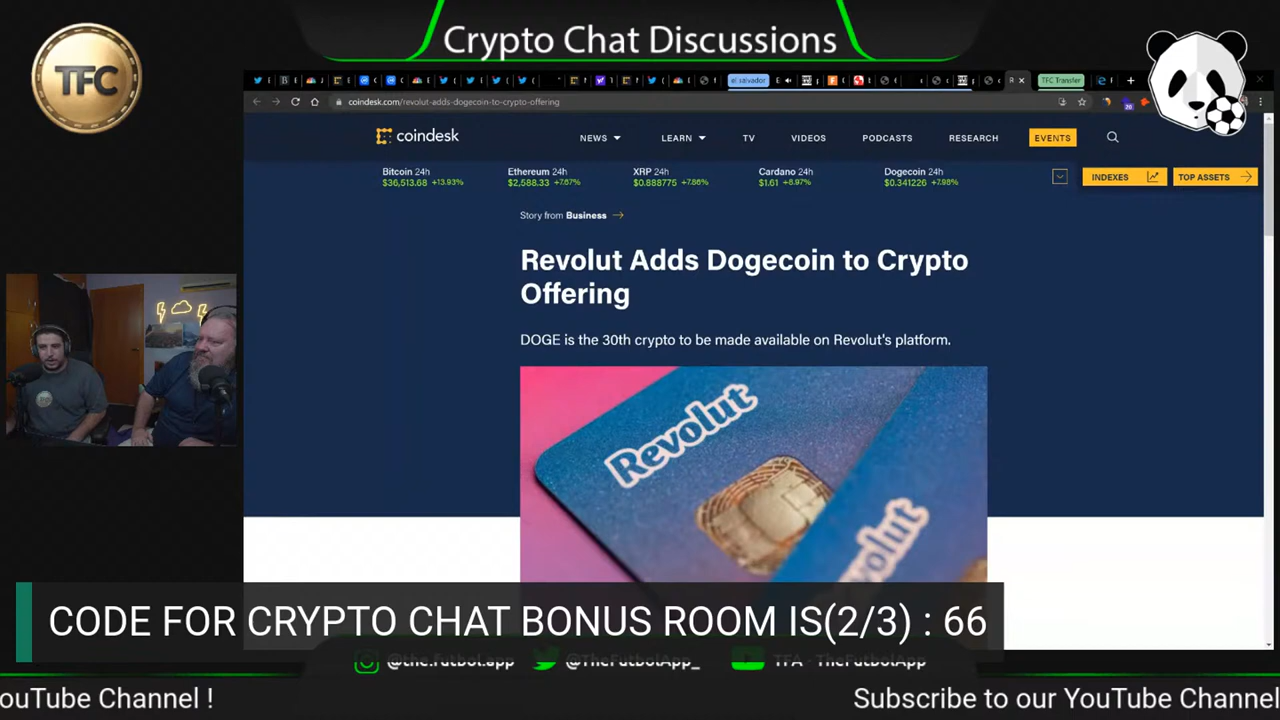 Crypto Chat Discussions
TFC
el salvador
TFC Transfer
coindesk.com/revolut-adds-dogecoin-to-crypto-offering
coindesk
NEWS
LEARN
TV
VIDEOS
PODCASTS
RESEARCH
EVENTS
Bitcoin 24h
$36,513.68 +13.93%
Ethereum 24h
$2,588.33 +7.67%
XRP 24h
$0.888775 +7.86%
Cardano 24h
$1.61 +8.97%
Dogecoin 24h
$0.341226 +7.98%
INDEXES
TOP ASSETS
Story from Business
Revolut Adds Dogecoin to Crypto
Offering
DOGE is the 30th crypto to be made available on Revolut's platform.
Revolut
volut
CODE FOR CRYPTO CHAT BONUS ROOM IS(2/3) : 66
@the.futbol.app
@TheFutbolApp_
TFA - TheFutbolApp
ouTube Channel !
Subscribe to our YouTube Channel